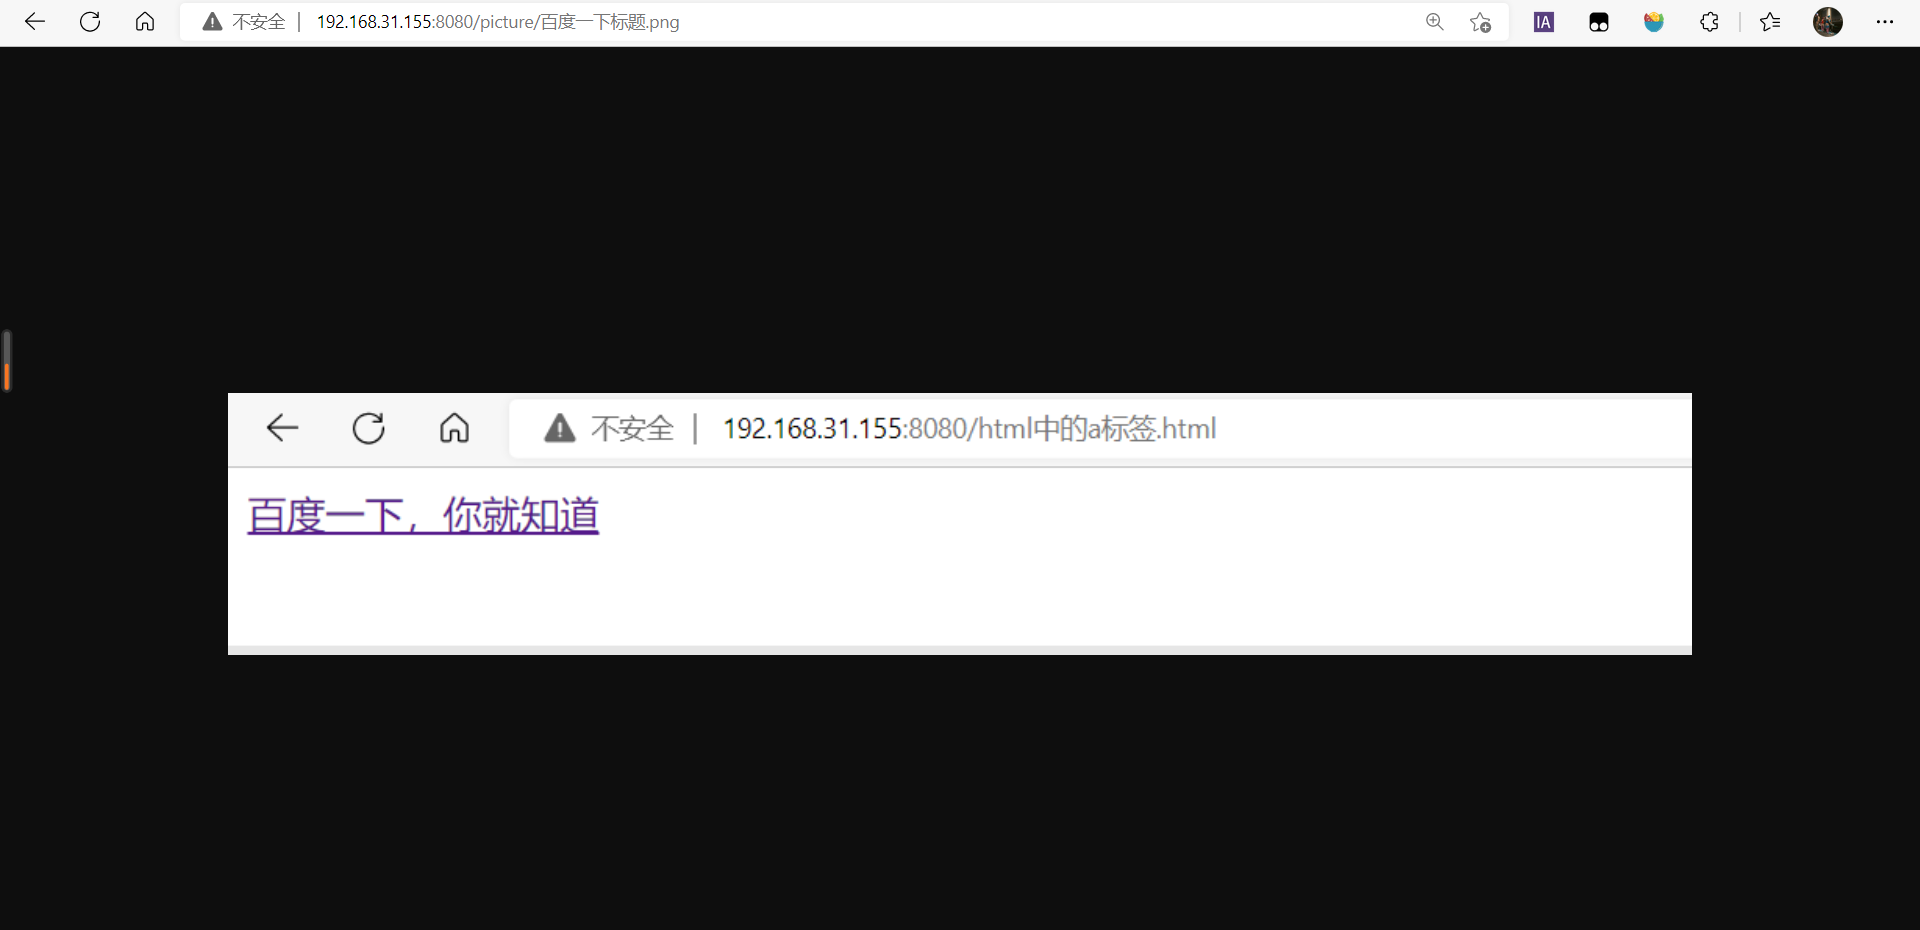 不安全 | 192.168.31.155:8080/picture/百度一下标题.png
IA
不安全 | 192.168.31.155:8080/html中的a标签.html
百度一下，你就知道